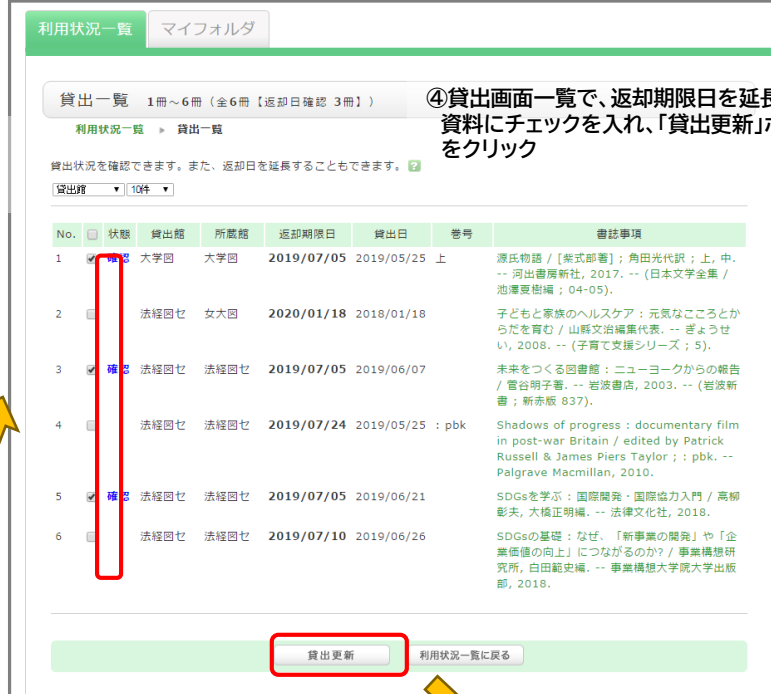 利用状況一覧 マイフォルダ
貸出一覧 1冊～6冊（全6冊【返却日確認 3冊】）
④貸出画面一覧で、返却期限日を延長
資料にチェックを入れ、「貸出更新」ボ
をクリック
利用状況一覧 ▶ 貸出一覧
貸出状況を確認できます。また、返却日を延長することもできます。 ?
貸出館 ▼ 10件 ▼
No. 状態 貸出館 所蔵館 返却期限日 貸出日 巻号 書誌事項
1 確認 大学図 大学図 2019/07/05 2019/05/25 上 源氏物語 / [紫式部著] ; 角田光代訳 ; 上, 中.
-- 河出書房新社, 2017. -- (日本文学全集 /
池澤夏樹編 ; 04-05).
2 法経図セ 女大図 2020/01/18 2018/01/18 子どもと家族のヘルスケア : 元気なこころとか
らだを育む / 山縣文治編集代表. -- ぎょうせ
い, 2008. -- (子育て支援シリーズ ; 5).
3 確認 法経図セ 法経図セ 2020/07/05 2019/06/07 未来をつくる図書館 : ニューヨークからの報告
/ 菅谷明子著. -- 岩波書店, 2003. -- (岩波新
書 ; 新赤版 837).
4 法経図セ 法経図セ 2019/07/24 2019/05/25 : pbk Shadows of progress : documentary film
in post-war Britain / edited by Patrick
Russell & James Piers Taylor ; : pbk. --
Palgrave Macmillan, 2010.
5 確認 法経図セ 法経図セ 2019/07/05 2019/06/21 SDGsを学ぶ : 国際開発・国際協力入門 / 高柳
彰夫, 大橋正明編. -- 法律文化社, 2018.
6 法経図セ 法経図セ 2019/07/10 2019/06/26 SDGsの基礎 : なぜ、「新事業の開発」や「企
業価値の向上」につながるのか? / 事業構想研
究所, 白田範史編. -- 事業構想大学院大学出版
部, 2018.
貸出更新 利用状況一覧に戻る